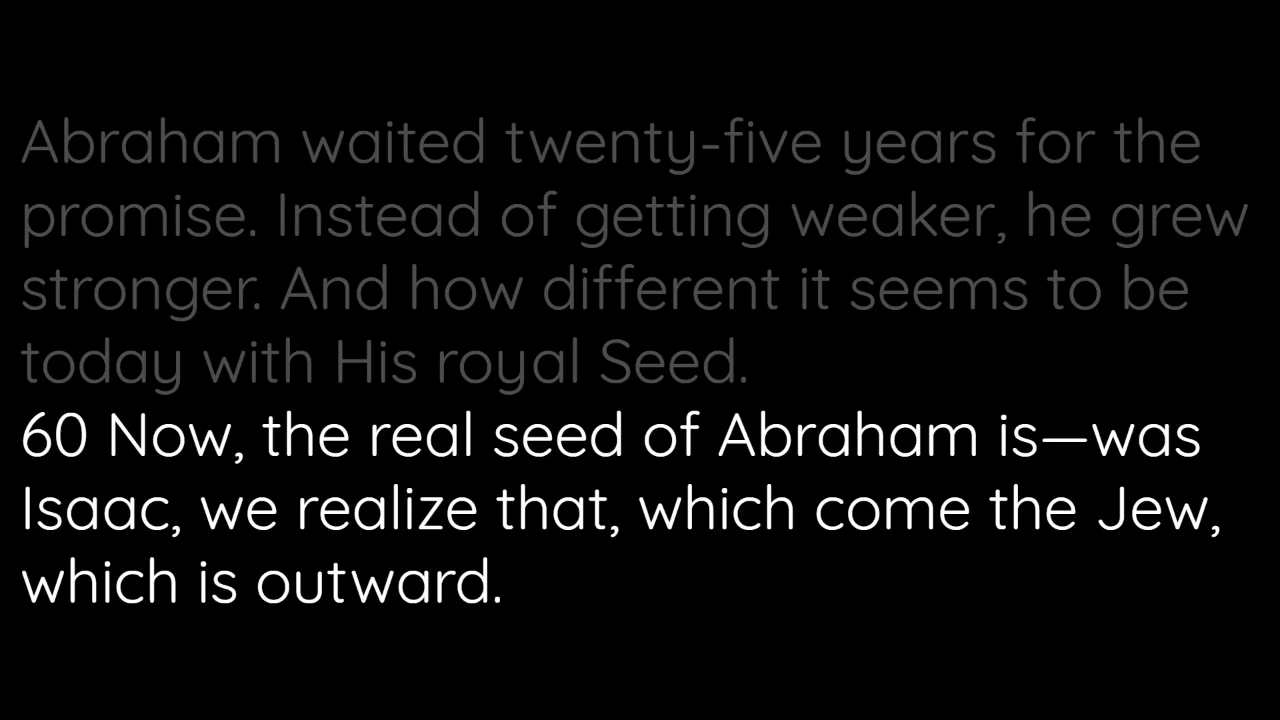 Abraham waited twenty-five years for the
promise. Instead of getting weaker, he grew
stronger. And how different it seems to be
today with His royal Seed.
60 Now, the real seed of Abraham is—was
Isaac, we realize that, which come the Jew,
which is outward.